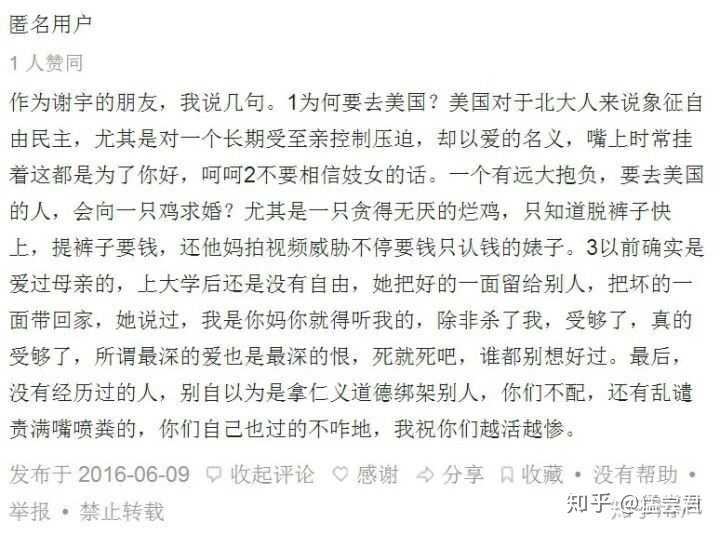 匿名用户
1 人赞同
作为谢宇的朋友，我说几句。1为何要去美国？美国对于北大人来说象征自
由民主，尤其是对一个长期受至亲控制压迫，却以爱的名义，嘴上时常挂
着这都是为了你好，呵呵2不要相信妓女的话。一个有远大抱负，要去美国
的人，会向一只鸡求婚？尤其是一只贪得无厌的烂鸡，只知道脱裤子快
上，提裤子要钱，还他妈拍视频威胁不停要钱只认钱的婊子。3以前确实是
爱过母亲的，上大学后还是没有自由，她把好的一面留给别人，把坏的一
面带回家，她说过，我是你妈你就得听我的，除非杀了我，受够了，真的
受够了，所谓最深的爱也是最深的恨，死就死吧，谁都别想好过。最后，
没有经历过的人，别自以为是拿仁义道德绑架别人，你们不配，还有乱谴
责满嘴喷粪的，你们自己也过的不咋地，我祝你们越活越惨。
发布于 2016-06-09 收起评论 感谢 分享 收藏 • 没有帮助 •
举报 • 禁止转载
知乎 @